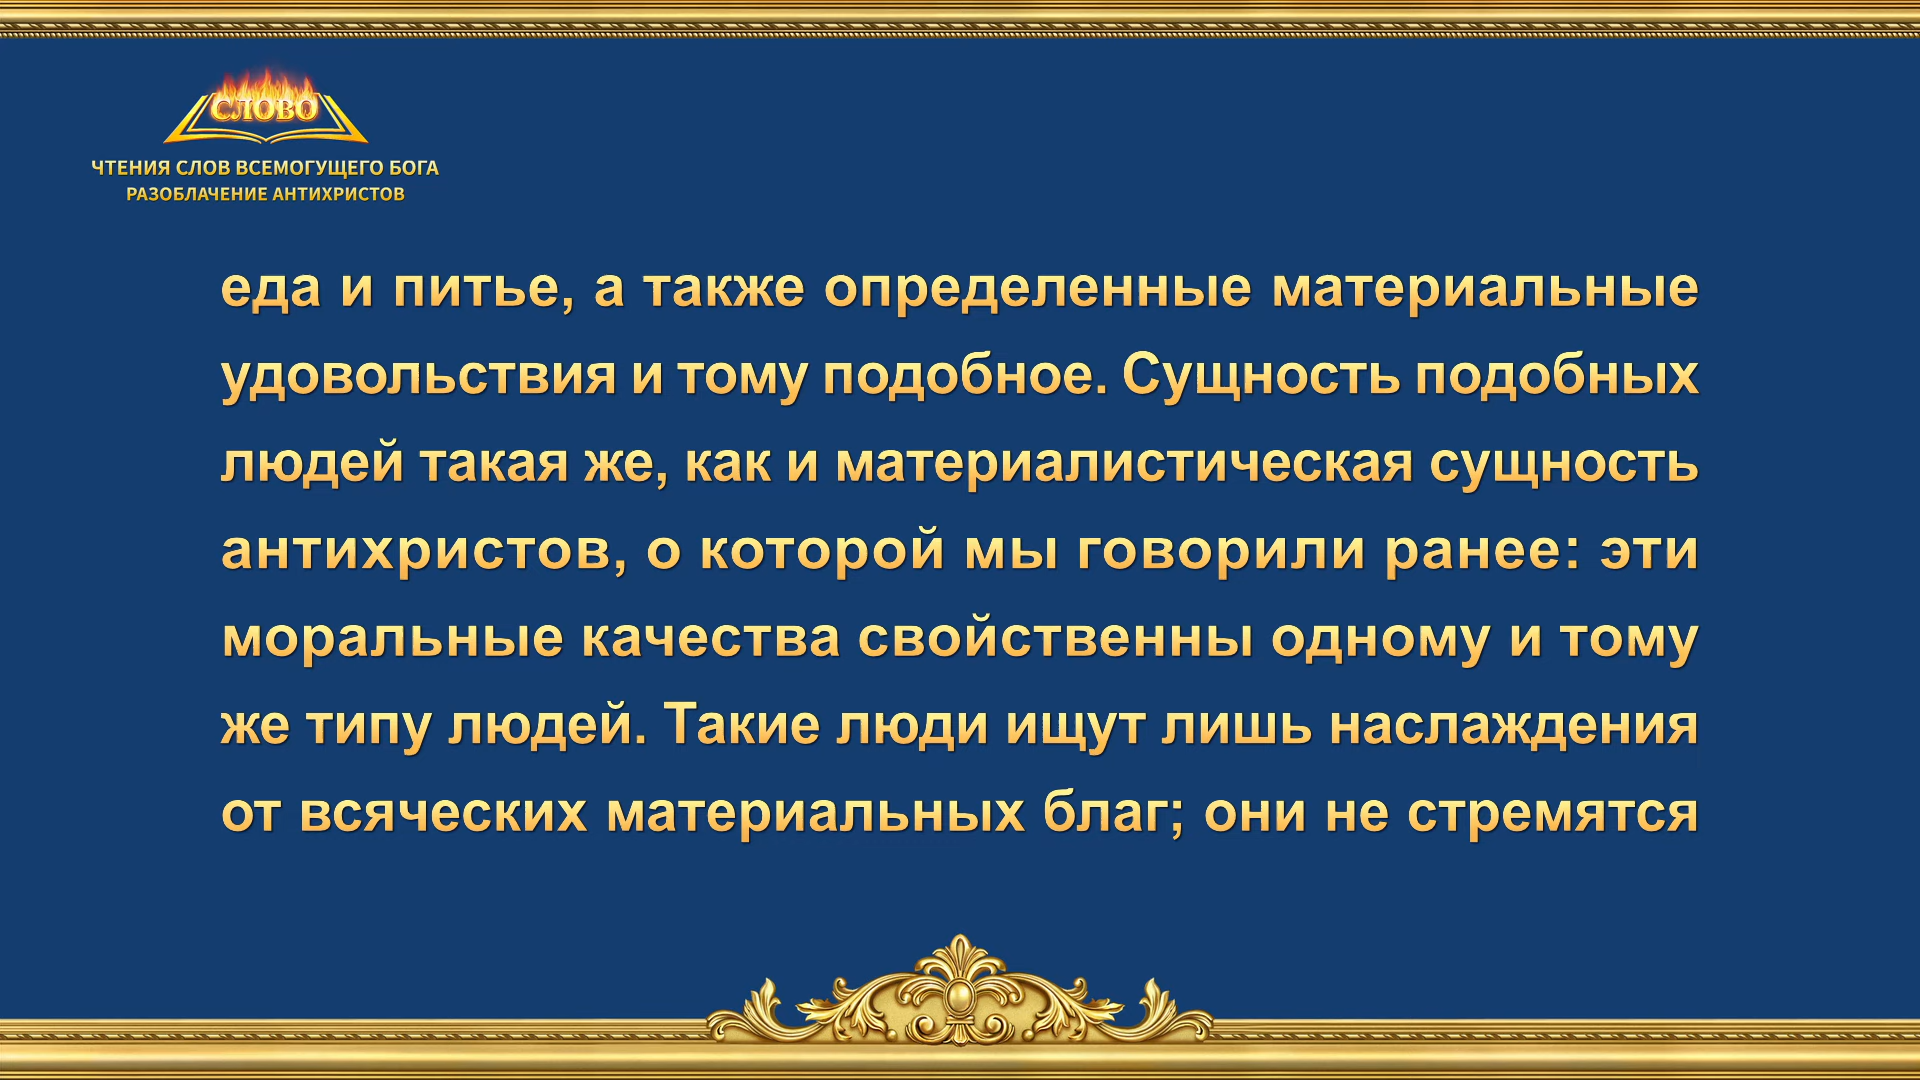 СЛОВО
ЧТЕНИЯ СЛОВ ВСЕМОГУЩЕГО БОГА
РАЗОБЛАЧЕНИЕ АНТИХРИСТОВ
еда и питье, а также определенные материальные
удовольствия и тому подобное. Сущность подобных
людей такая же, как и материалистическая сущность
антихристов, о которой мы говорили ранее: эти
моральные качества свойственны одному и тому
же типу людей. Такие люди ищут лишь наслаждения
от всяческих материальных благ; они не стремятся